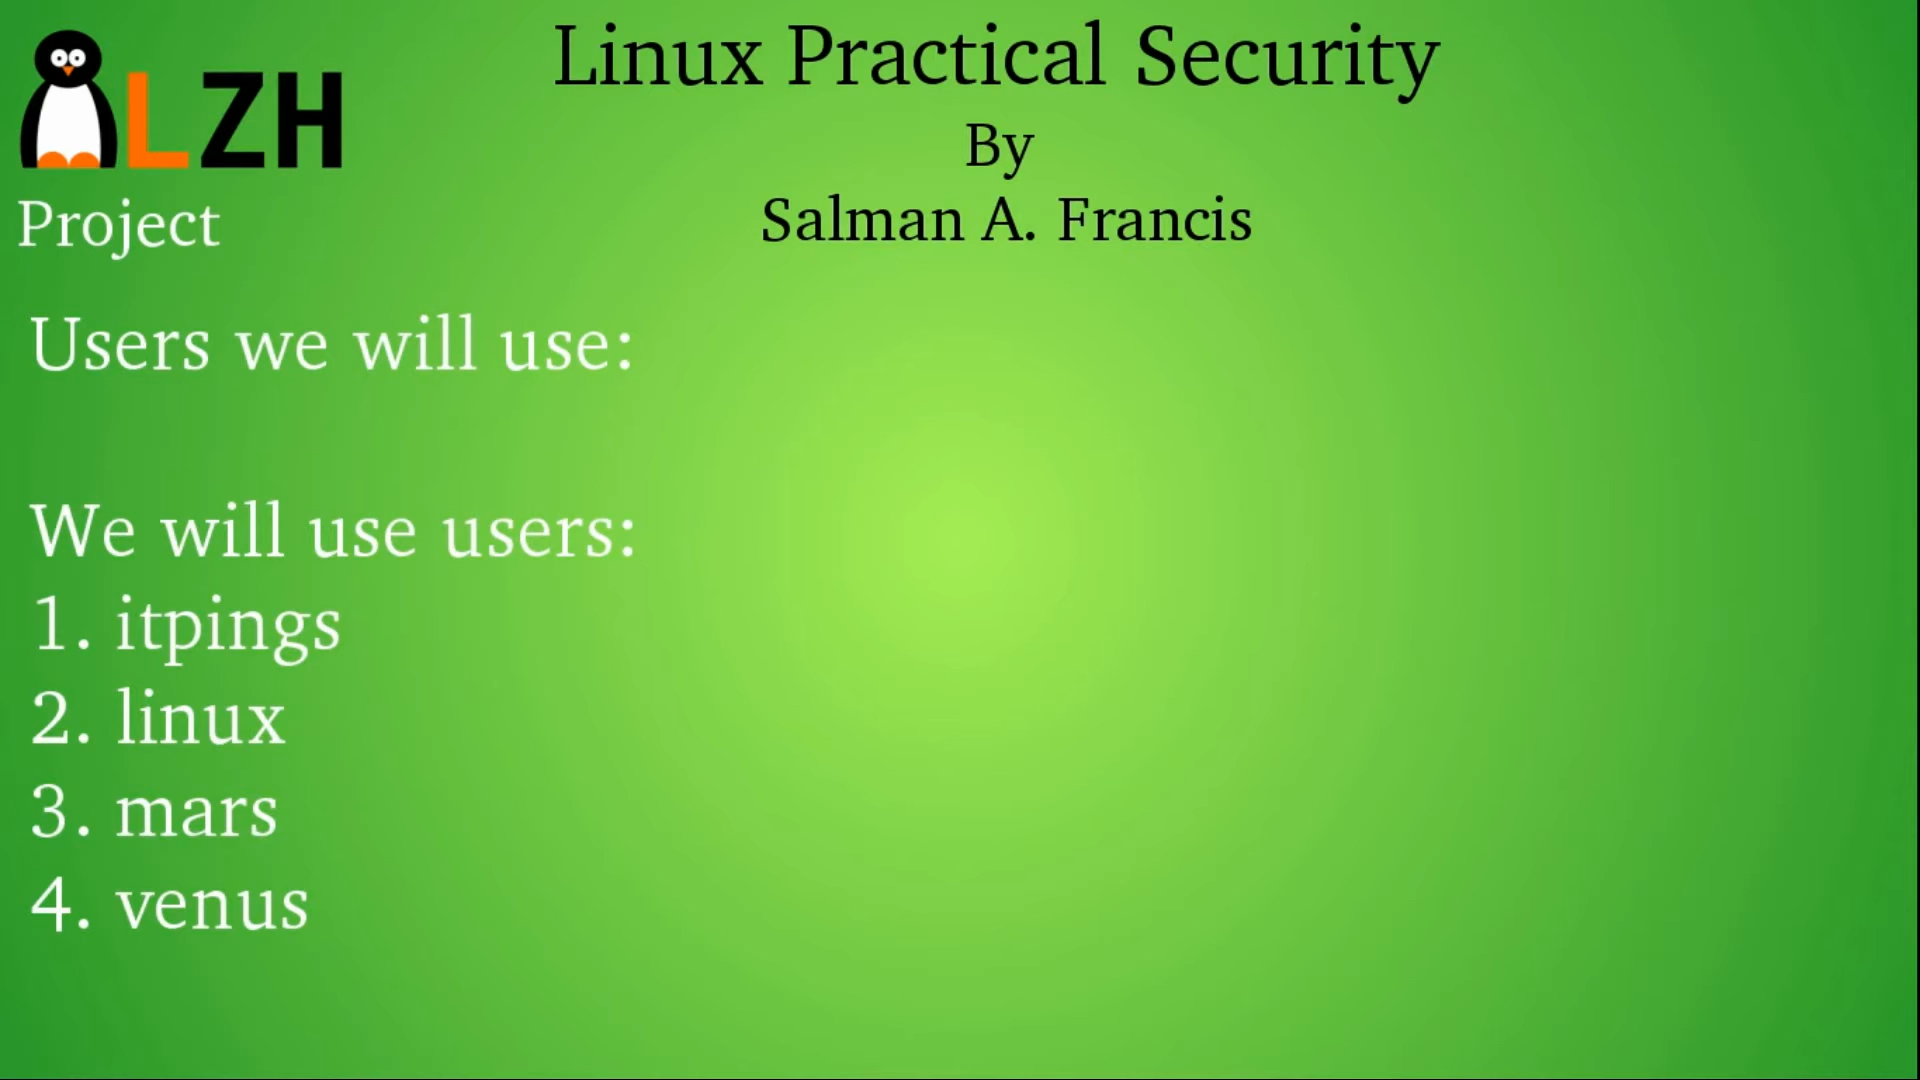 LZH
Project
Linux Practical Security
By
Salman A. Francis
Users we will use:
We will use users:
1. itpings
2. linux
3. mars
4. venus